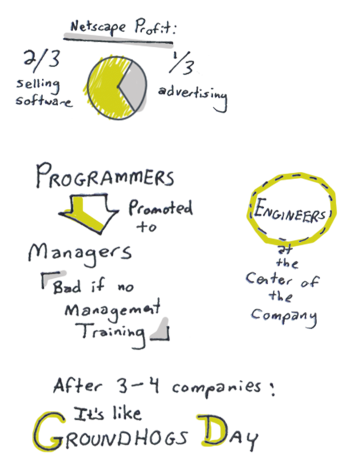 Netscape Profit:
2/3
selling
software
1/3
advertising
PROGRAMMERS
Promoted
to
Managers
Bad if no
Management
Training
ENGINEERS
at
the
Center of
the
Company
After 3-4 companies:
It's like
GROUNDHOGS DAY